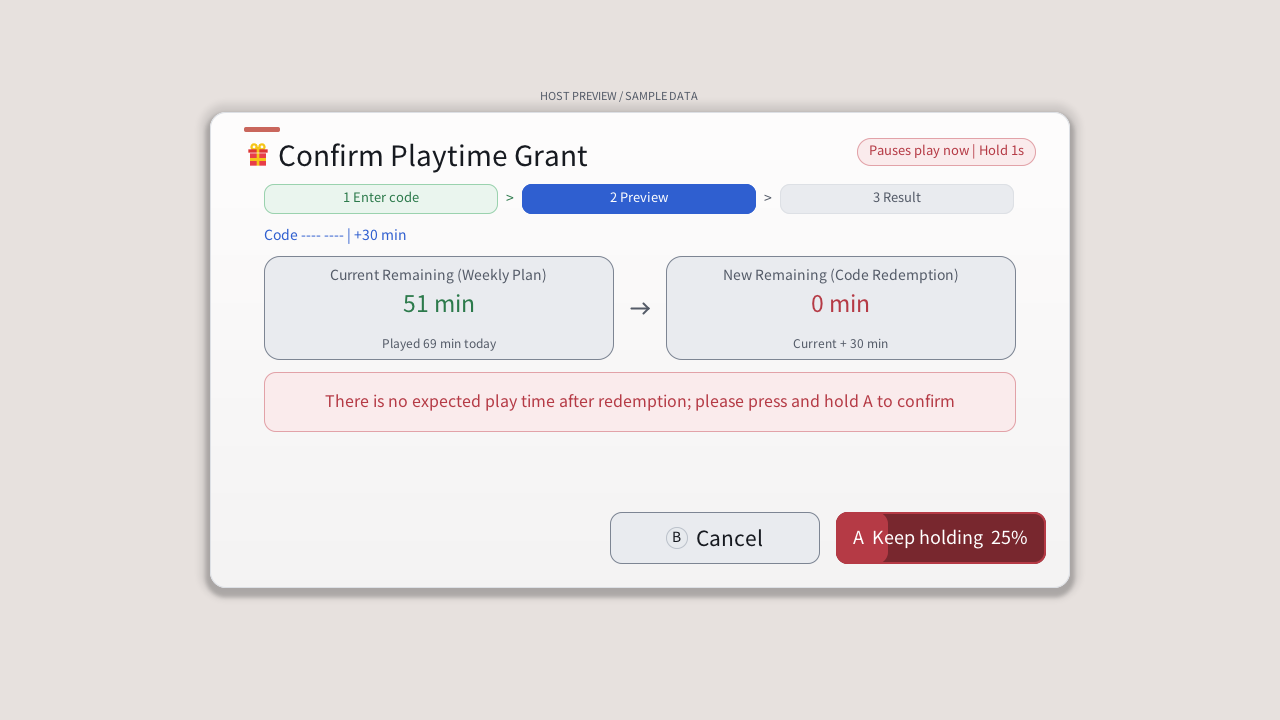 HOST PREVIEW / SAMPLE DATA
Confirm Playtime Grant
Pauses play now | Hold 1s
1 Enter code > 2 Preview > 3 Result
Code ---- ---- | +30 min
Current Remaining (Weekly Plan)
51 min
Played 69 min today
→
New Remaining (Code Redemption)
0 min
Current + 30 min
There is no expected play time after redemption; please press and hold A to confirm
B Cancel
A Keep holding 25%